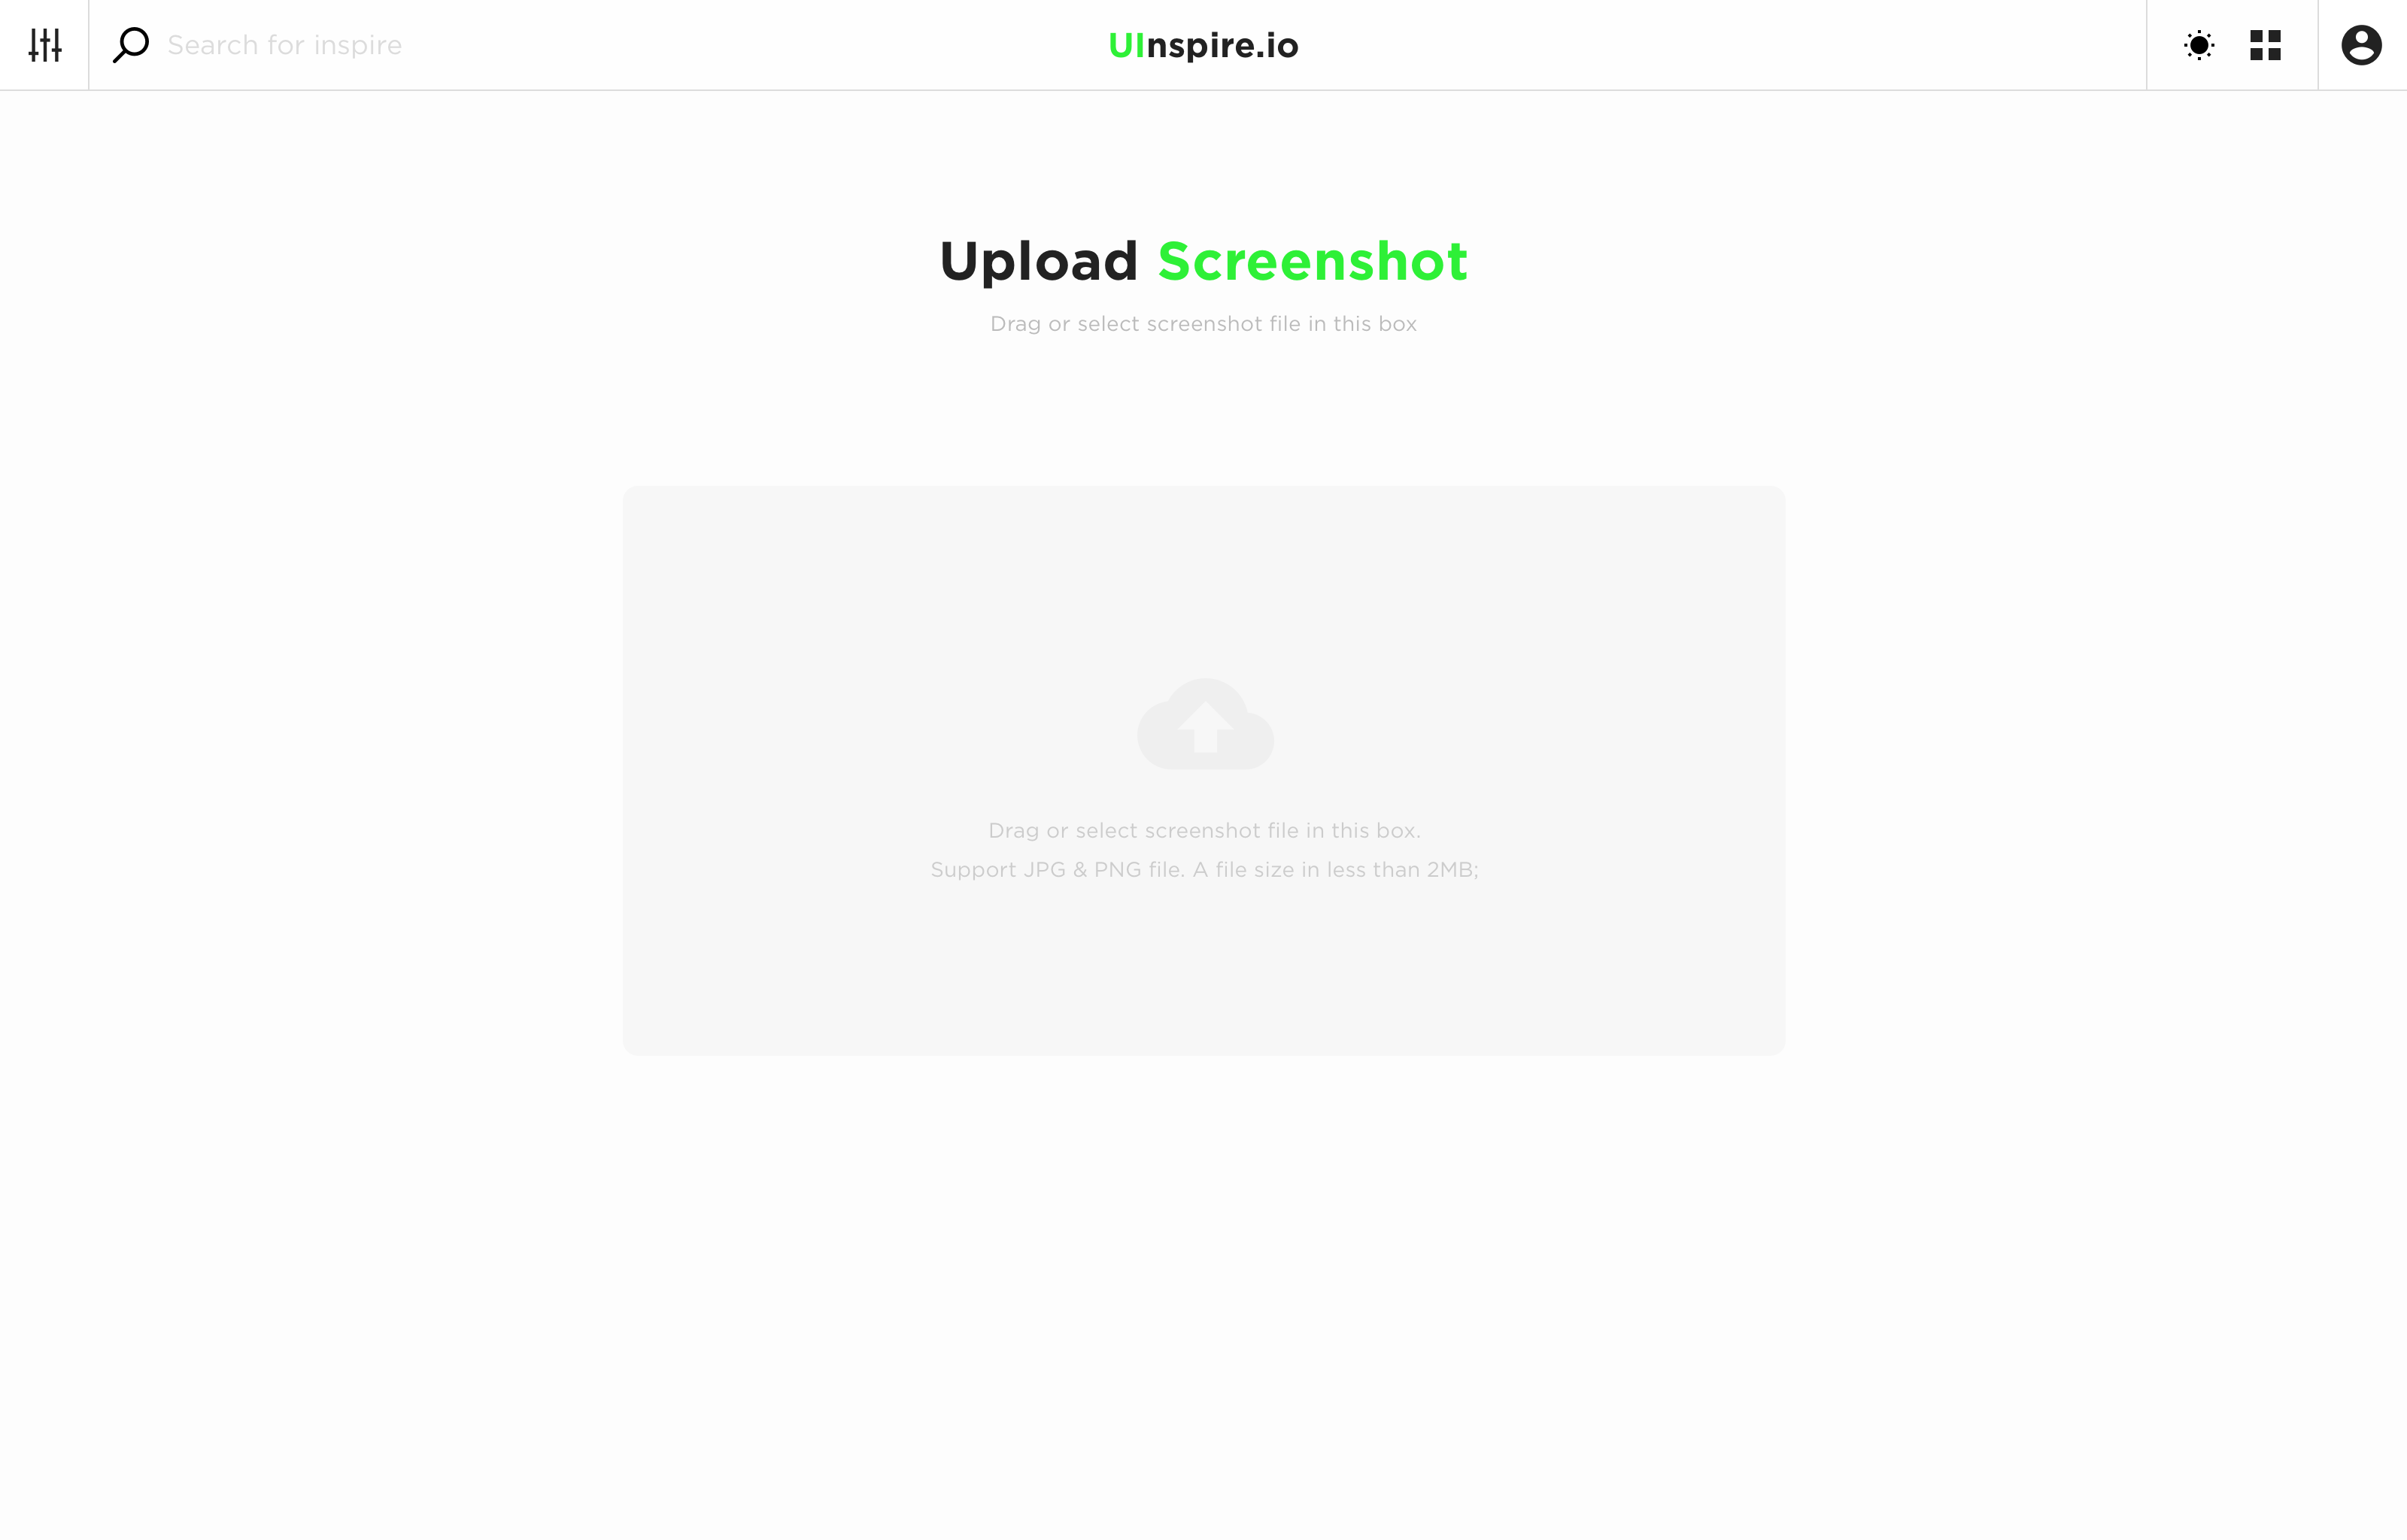 Search for inspire
UInspire.io
Upload Screenshot
Drag or select screenshot file in this box
Drag or select screenshot file in this box.
Support JPG & PNG file. A file size in less than 2MB;